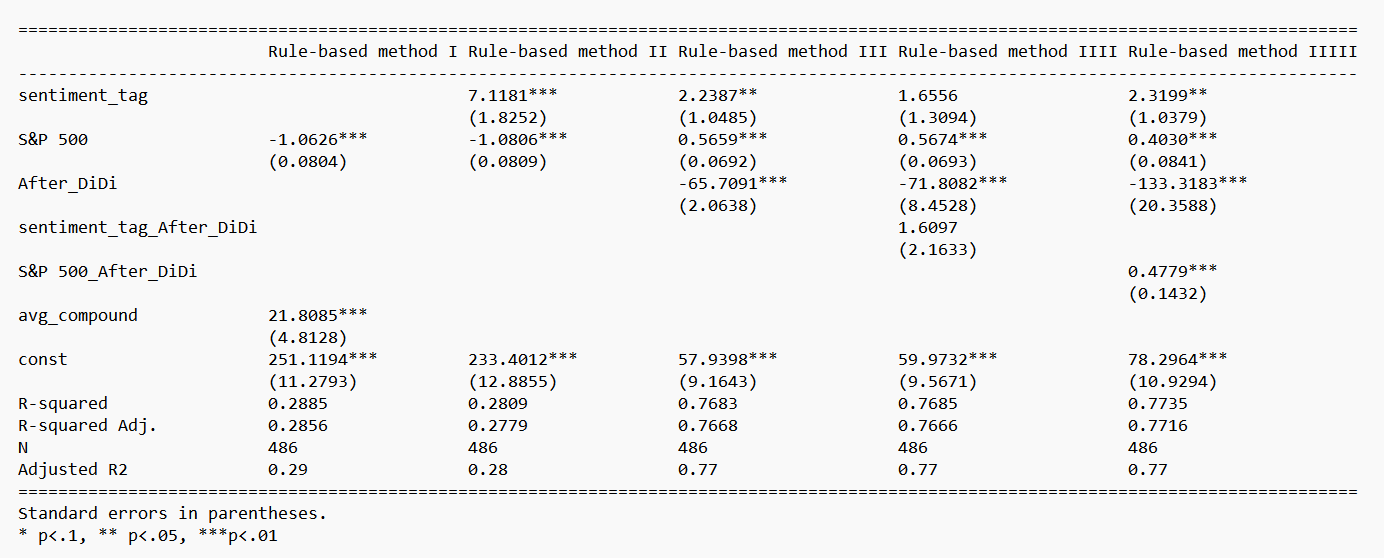 =====================================================================================================================================
Rule-based method I Rule-based method II Rule-based method III Rule-based method IIII Rule-based method IIIII
-------------------------------------------------------------------------------------------------------------------------------------
sentiment_tag 7.1181*** 2.2387** 1.6556 2.3199**
(1.8252) (1.0485) (1.3094) (1.0379)
S&P 500 -1.0626*** -1.0806*** 0.5659*** 0.5674*** 0.4030***
(0.0804) (0.0809) (0.0692) (0.0693) (0.0841)
After_DiDi -65.7091*** -71.8082*** -133.3183***
(2.0638) (8.4528) (20.3588)
sentiment_tag_After_DiDi 1.6097
(2.1633)
S&P 500_After_DiDi 0.4779***
(0.1432)
avg_compound 21.8085***
(4.8128)
const 251.1194*** 233.4012*** 57.9398*** 59.9732*** 78.2964***
(11.2793) (12.8855) (9.1643) (9.5671) (10.9294)
R-squared 0.2885 0.2809 0.7683 0.7685 0.7735
R-squared Adj. 0.2856 0.2779 0.7668 0.7666 0.7716
N 486 486 486 486 486
Adjusted R2 0.29 0.28 0.77 0.77 0.77
=====================================================================================================================================
Standard errors in parentheses.
* p<.1, ** p<.05, ***p<.01